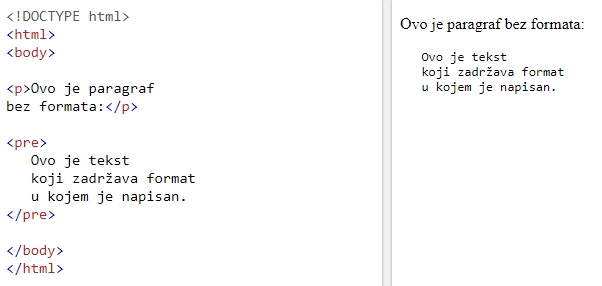 <!DOCTYPE html>
<html>
<body>
<p>Ovo je paragraf
bez formata:</p>
<pre>
   Ovo je tekst
   koji zadržava format
   u kojem je napisan.
</pre>
</body>
</html>
Ovo je paragraf bez formata:
   Ovo je tekst
   koji zadržava format
   u kojem je napisan.